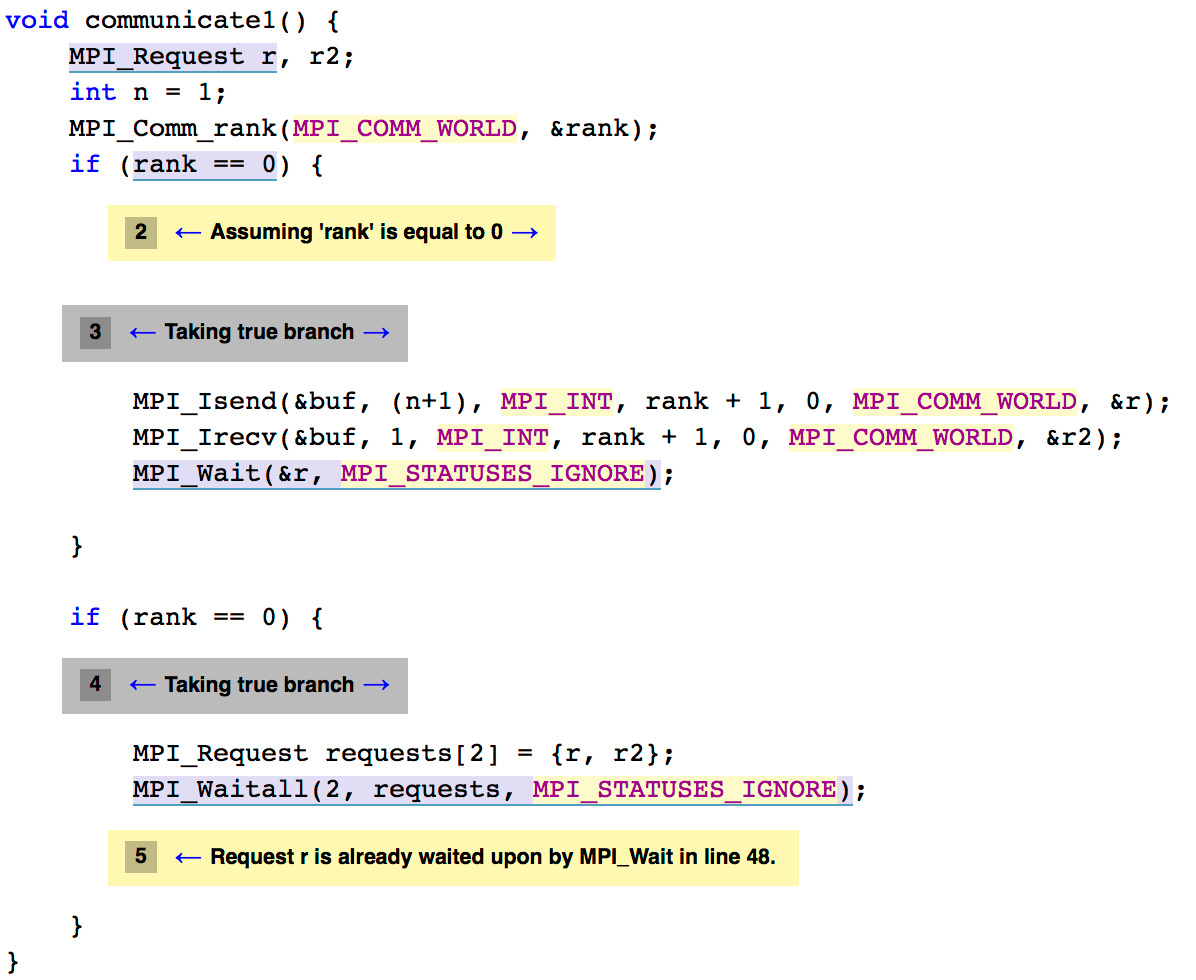 void communicate1() {
MPI_Request r, r2;
int n = 1;
MPI_Comm_rank(MPI_COMM_WORLD, &rank);
if (rank == 0) {
2 ← Assuming 'rank' is equal to 0 →
3 ← Taking true branch →
MPI_Isend(&buf, (n+1), MPI_INT, rank + 1, 0, MPI_COMM_WORLD, &r);
MPI_Irecv(&buf, 1, MPI_INT, rank + 1, 0, MPI_COMM_WORLD, &r2);
MPI_Wait(&r, MPI_STATUSES_IGNORE);
}
if (rank == 0) {
4 ← Taking true branch →
MPI_Request requests[2] = {r, r2};
MPI_Waitall(2, requests, MPI_STATUSES_IGNORE);
5 ← Request r is already waited upon by MPI_Wait in line 48.
}
}